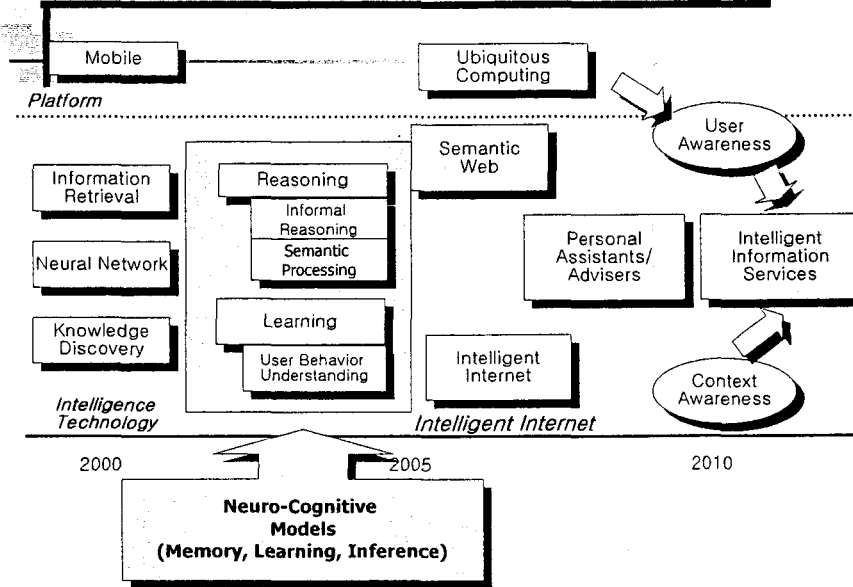 Mobile
Ubiquitous
Computing
Platform
User
Awareness
Semantic
Web
Information
Retrieval
Reasoning
Informal
Reasoning
Semantic
Processing
Neural Network
Personal
Assistants/
Advisers
Intelligent
Information
Services
Knowledge
Discovery
Learning
User Behavior
Understanding
Intelligent
Internet
Context
Awareness
Intelligence
Technology
Intelligent Internet
2000
2005
2010
Neuro-Cognitive
Models
(Memory, Learning, Inference)